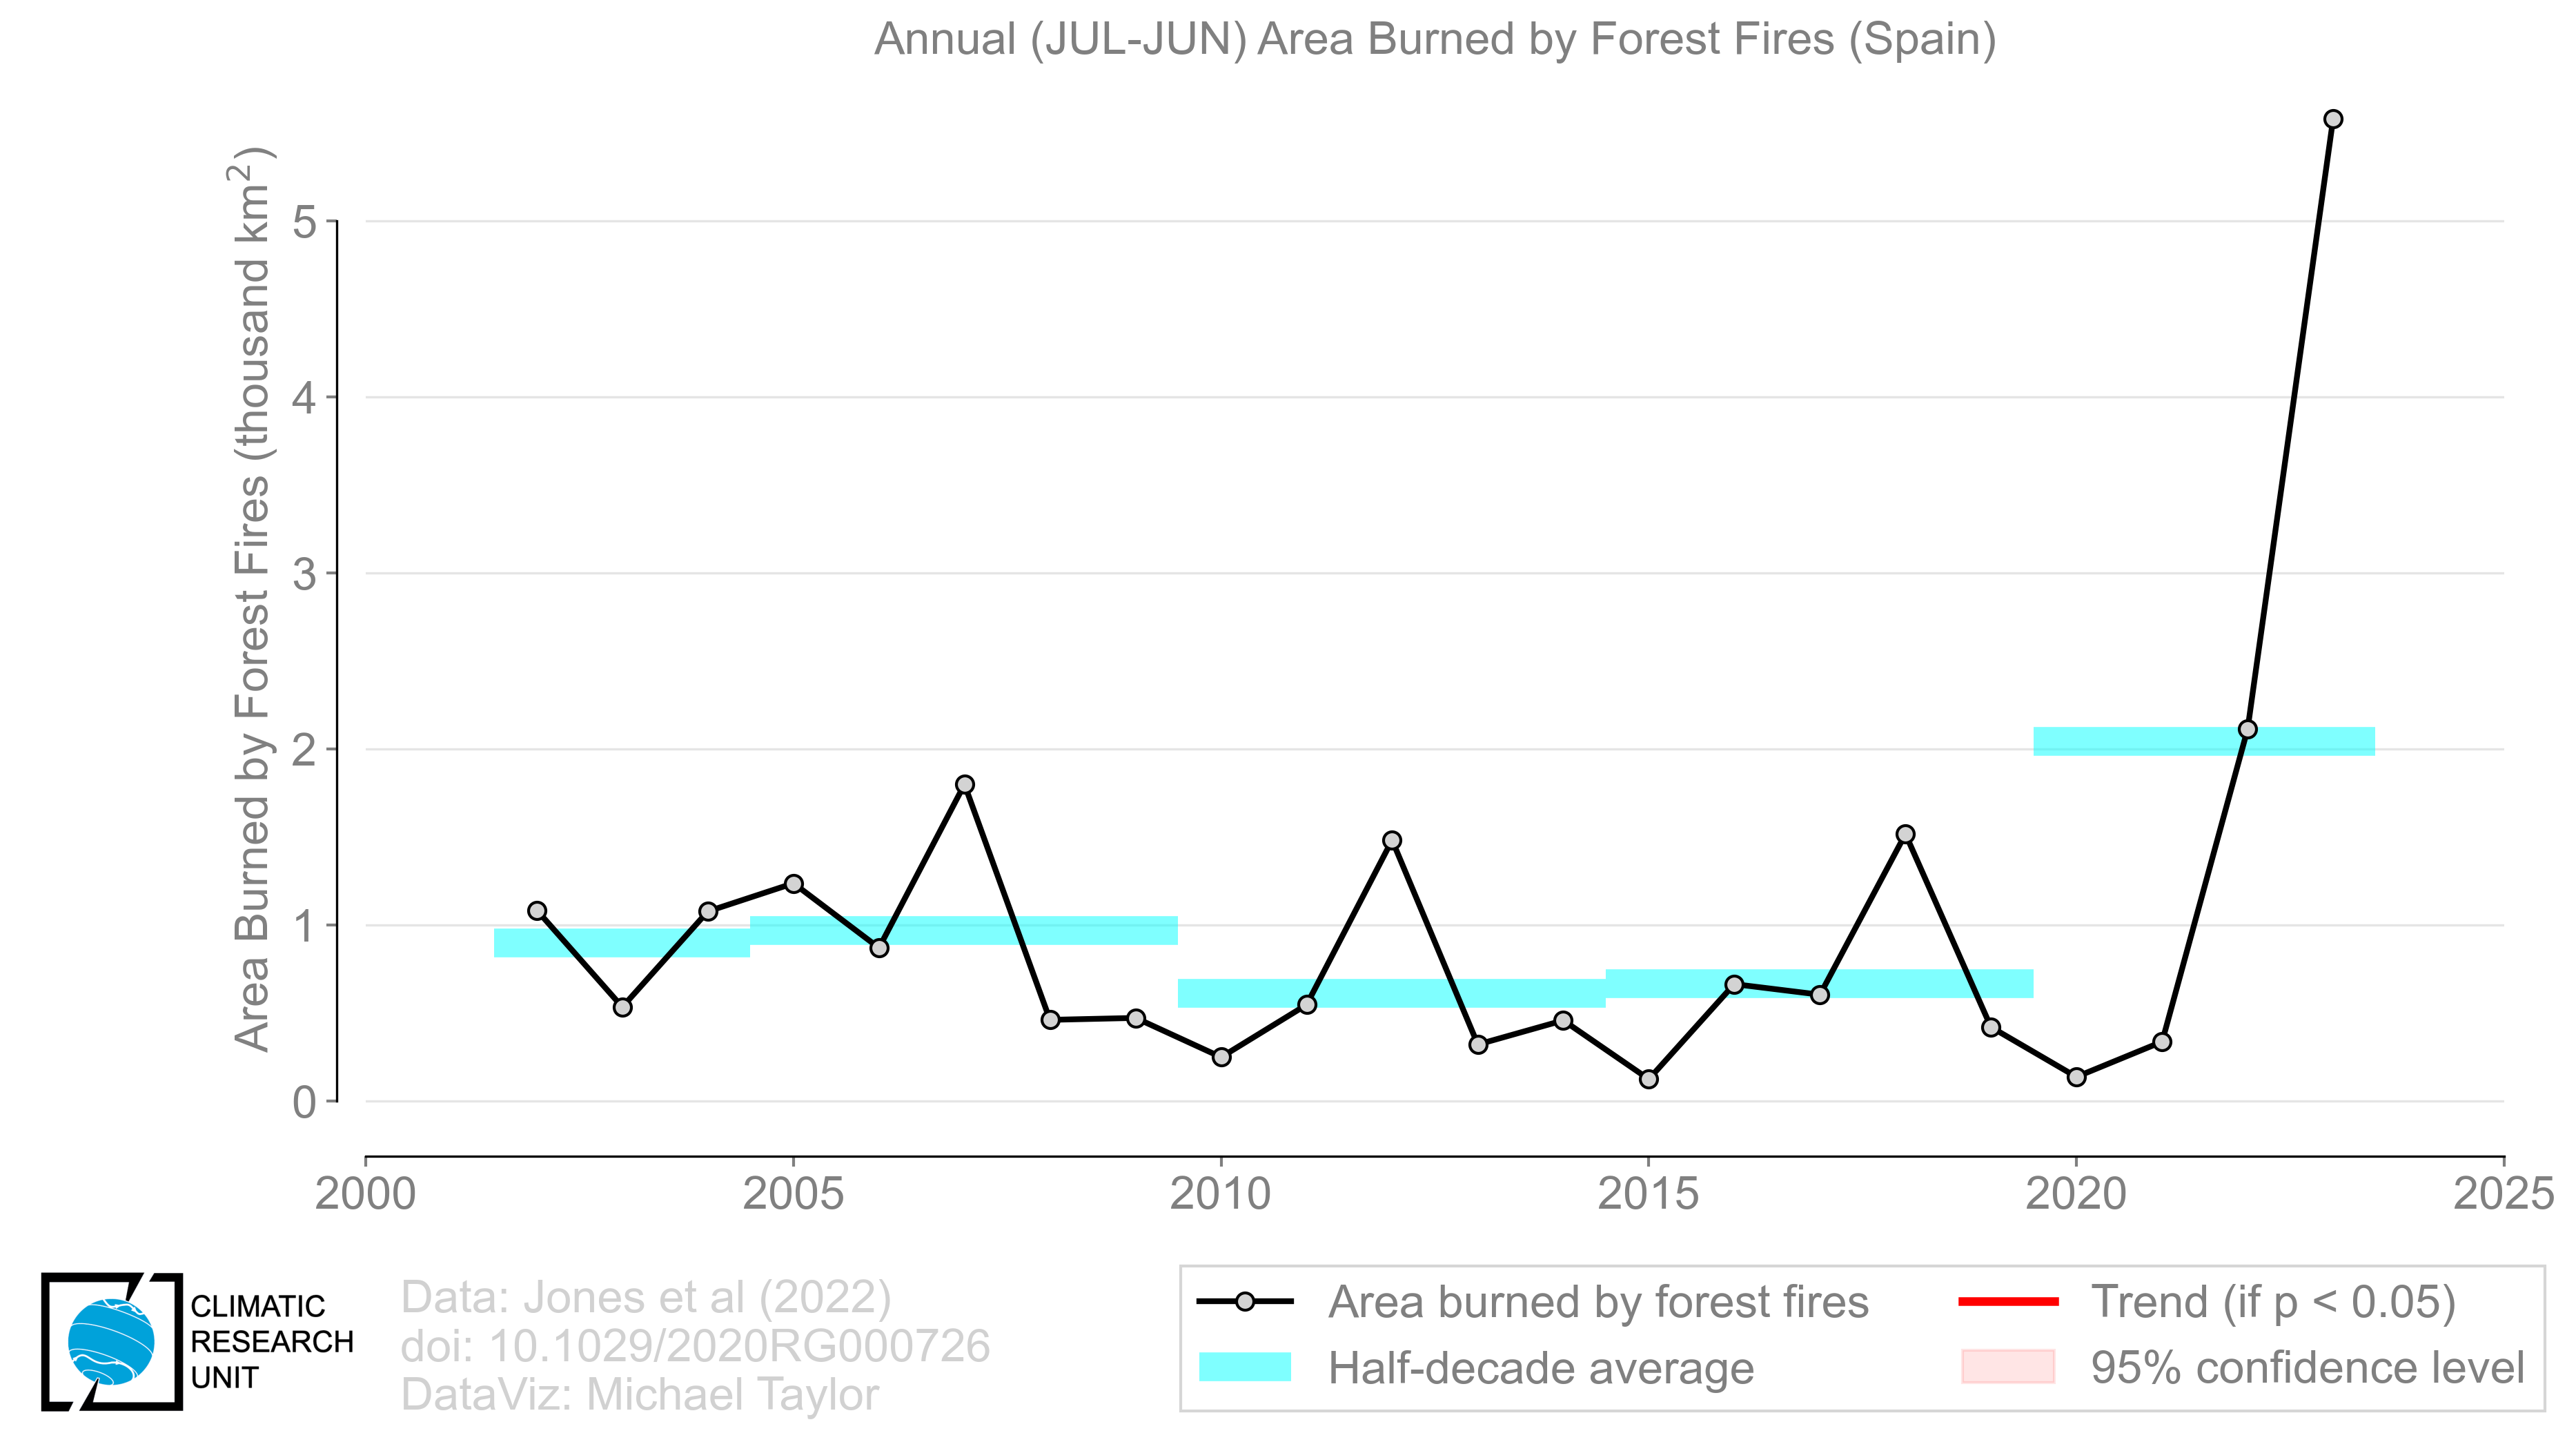 Annual (JUL-JUN) Area Burned by Forest Fires (Spain)
Area Burned by Forest Fires (thousand km²)
5
4
3
2
1
0
2000 2005 2010 2015 2020 2025
CLIMATIC
RESEARCH
UNIT
Data: Jones et al (2022)
doi: 10.1029/2020RG000726
DataViz: Michael Taylor
Area burned by forest fires
Half-decade average
Trend (if p < 0.05)
95% confidence level